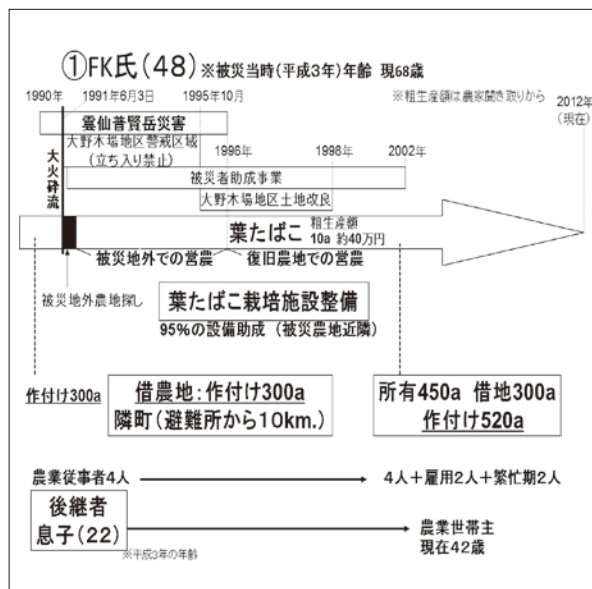 ①FK氏(48)※被災当時(平成3年)年齢 現68歳
1990年
1991年6月3日
1995年10月
※粗生産額は農家聞き取りから
2012年
(現在)
雲仙普賢岳災害
大野木場地区警戒区域
(立ち入り禁止)
大火砕流
1996年
1998年
2002年
被災者助成事業
大野木場地区土地改良
葉たばこ
粗生産額
10a 約40万円
被災地外での営農
復旧農地での営農
被災地外農地探し
葉たばこ栽培施設整備
95%の設備助成(被災農地近隣)
作付け300a
借農地:作付け300a
隣町(避難所から10km.)
所有450a 借地300a
作付け520a
農業従事者4人
4人+雇用2人+繁忙期2人
後継者
息子(22)
※平成3年の年齢
農業世帯主
現在42歳